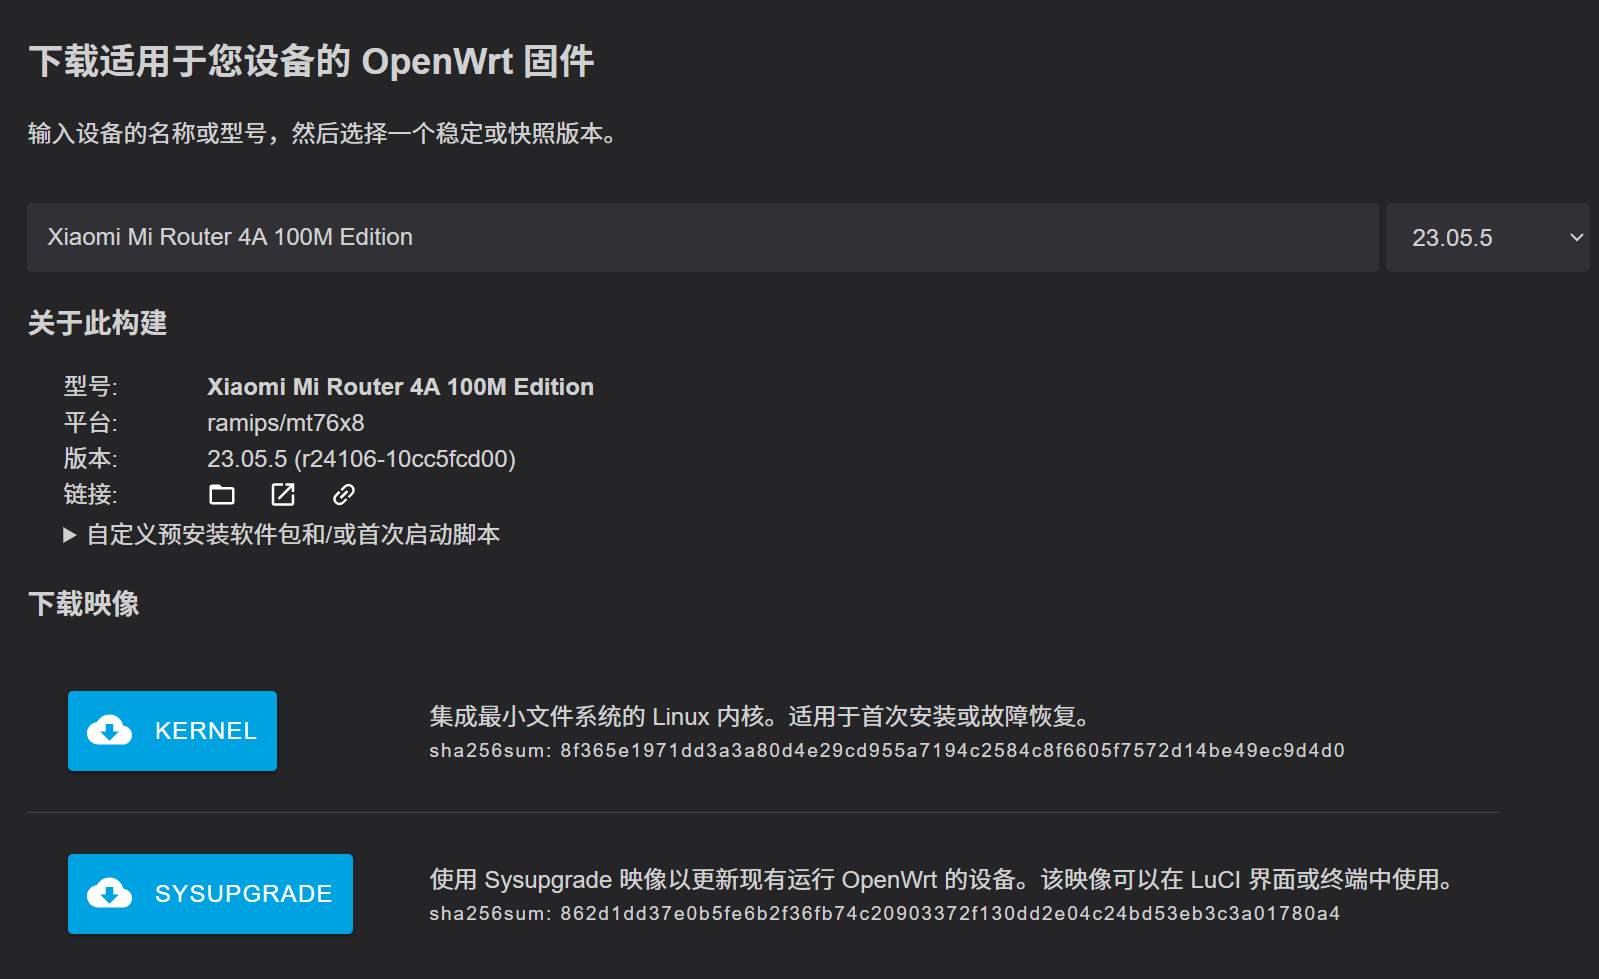 下载适用于您设备的 OpenWrt 固件
输入设备的名称或型号，然后选择一个稳定或快照版本。
Xiaomi Mi Router 4A 100M Edition
23.05.5
关于此构建
型号: Xiaomi Mi Router 4A 100M Edition
平台: ramips/mt76x8
版本: 23.05.5 (r24106-10cc5fcd00)
链接:
自定义预安装软件包和/或首次启动脚本
下载映像
KERNEL
集成最小文件系统的 Linux 内核。适用于首次安装或故障恢复。
sha256sum: 8f365e1971dd3a3a80d4e29cd955a7194c2584c8f6605f7572d14be49ec9d4d0
SYSUPGRADE
使用 Sysupgrade 映像以更新现有运行 OpenWrt 的设备。该映像可以在 LuCI 界面或终端中使用。
sha256sum: 862d1dd37e0b5fe6b2f36fb74c20903372f130dd2e04c24bd53eb3c3a01780a4